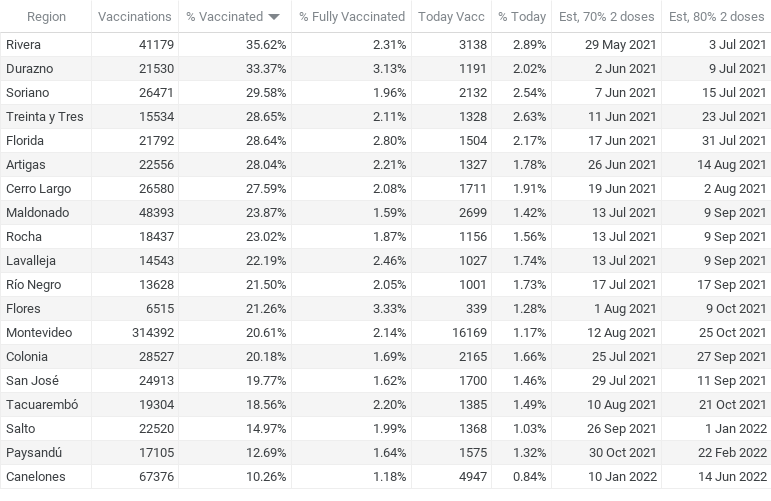 Region Vaccinations % Vaccinated % Fully Vaccinated Today Vacc % Today Est, 70% 2 doses Est, 80% 2 doses
Rivera 41179 35.62% 2.31% 3138 2.89% 29 May 2021 3 Jul 2021
Durazno 21530 33.37% 3.13% 1191 2.02% 2 Jun 2021 9 Jul 2021
Soriano 26471 29.58% 1.96% 2132 2.54% 7 Jun 2021 15 Jul 2021
Treinta y Tres 15534 28.65% 2.11% 1328 2.63% 11 Jun 2021 23 Jul 2021
Florida 21792 28.64% 2.80% 1504 2.17% 17 Jun 2021 31 Jul 2021
Artigas 22556 28.04% 2.21% 1327 1.78% 26 Jun 2021 14 Aug 2021
Cerro Largo 26580 27.59% 2.08% 1711 1.91% 19 Jun 2021 2 Aug 2021
Maldonado 48393 23.87% 1.59% 2699 1.42% 13 Jul 2021 9 Sep 2021
Rocha 18437 23.02% 1.87% 1156 1.56% 13 Jul 2021 9 Sep 2021
Lavalleja 14543 22.19% 2.46% 1027 1.74% 13 Jul 2021 9 Sep 2021
Río Negro 13628 21.50% 2.05% 1001 1.73% 17 Jul 2021 17 Sep 2021
Flores 6515 21.26% 3.33% 339 1.28% 1 Aug 2021 9 Oct 2021
Montevideo 314392 20.61% 2.14% 16169 1.17% 12 Aug 2021 25 Oct 2021
Colonia 28527 20.18% 1.69% 2165 1.66% 25 Jul 2021 27 Sep 2021
San José 24913 19.77% 1.62% 1700 1.46% 29 Jul 2021 11 Sep 2021
Tacuarembó 19304 18.56% 2.20% 1385 1.49% 10 Aug 2021 21 Oct 2021
Salto 22520 14.97% 1.99% 1368 1.03% 26 Sep 2021 1 Jan 2022
Paysandú 17105 12.69% 1.64% 1575 1.32% 30 Oct 2021 22 Feb 2022
Canelones 67376 10.26% 1.18% 4947 0.84% 10 Jan 2022 14 Jun 2022